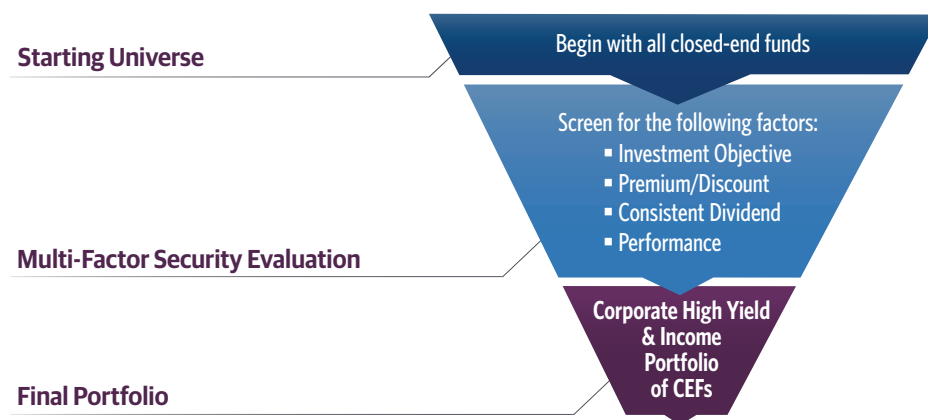 Starting Universe
Begin with all closed-end funds
Screen for the following factors:
▪ Investment Objective
▪ Premium/Discount
▪ Consistent Dividend
▪ Performance
Multi-Factor Security Evaluation
Corporate High Yield
& Income
Portfolio
of CEFs
Final Portfolio